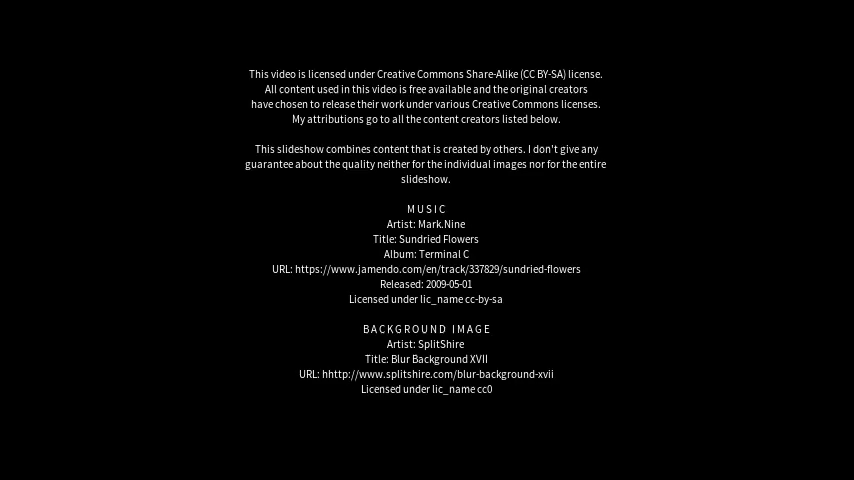 This video is licensed under Creative Commons Share-Alike (CC BY-SA) license.
All content used in this video is free available and the original creators
have chosen to release their work under various Creative Commons licenses.
My attributions go to all the content creators listed below.
This slideshow combines content that is created by others. I don't give any
guarantee about the quality neither for the individual images nor for the entire
slideshow.
MUSIC
Artist: Mark.Nine
Title: Sundried Flowers
Album: Terminal C
URL: https://www.jamendo.com/en/track/337829/sundried-flowers
Released: 2009-05-01
Licensed under lic_name cc-by-sa
BACKGROUND IMAGE
Artist: SplitShire
Title: Blur Background XVII
URL: hhttp://www.splitshire.com/blur-background-xvii
Licensed under lic_name cc0